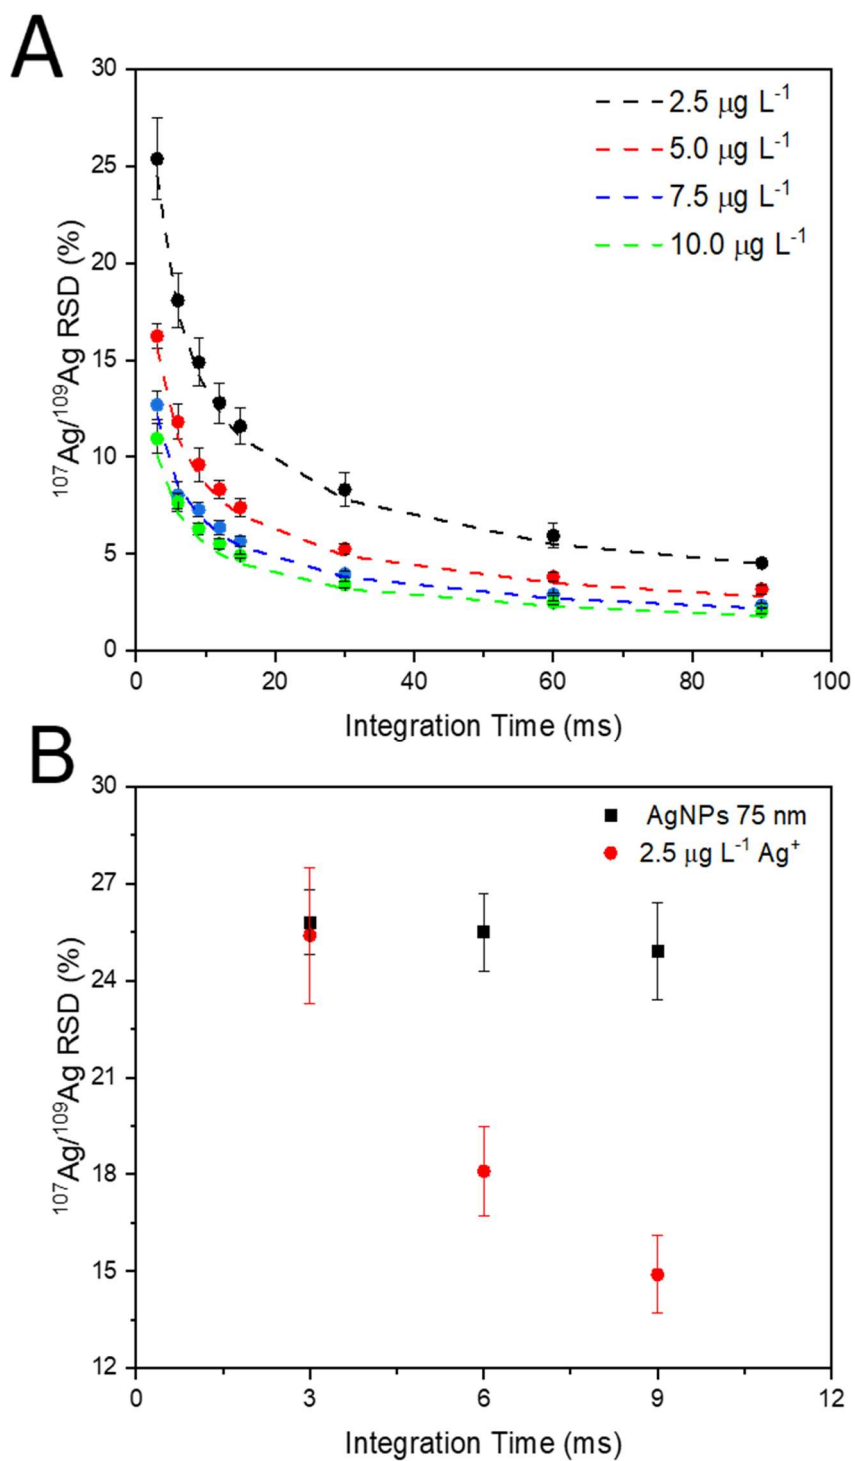 A
30
25
20
15
10
5
0
¹⁰⁷Ag/¹⁰⁹Ag RSD (%)
2.5 μg L⁻¹
5.0 μg L⁻¹
7.5 μg L⁻¹
10.0 μg L⁻¹
0 20 40 60 80 100
Integration Time (ms)
B
30
27
24
21
18
15
12
¹⁰⁷Ag/¹⁰⁹Ag RSD (%)
AgNPs 75 nm
2.5 μg L⁻¹ Ag⁺
0 3 6 9 12
Integration Time (ms)